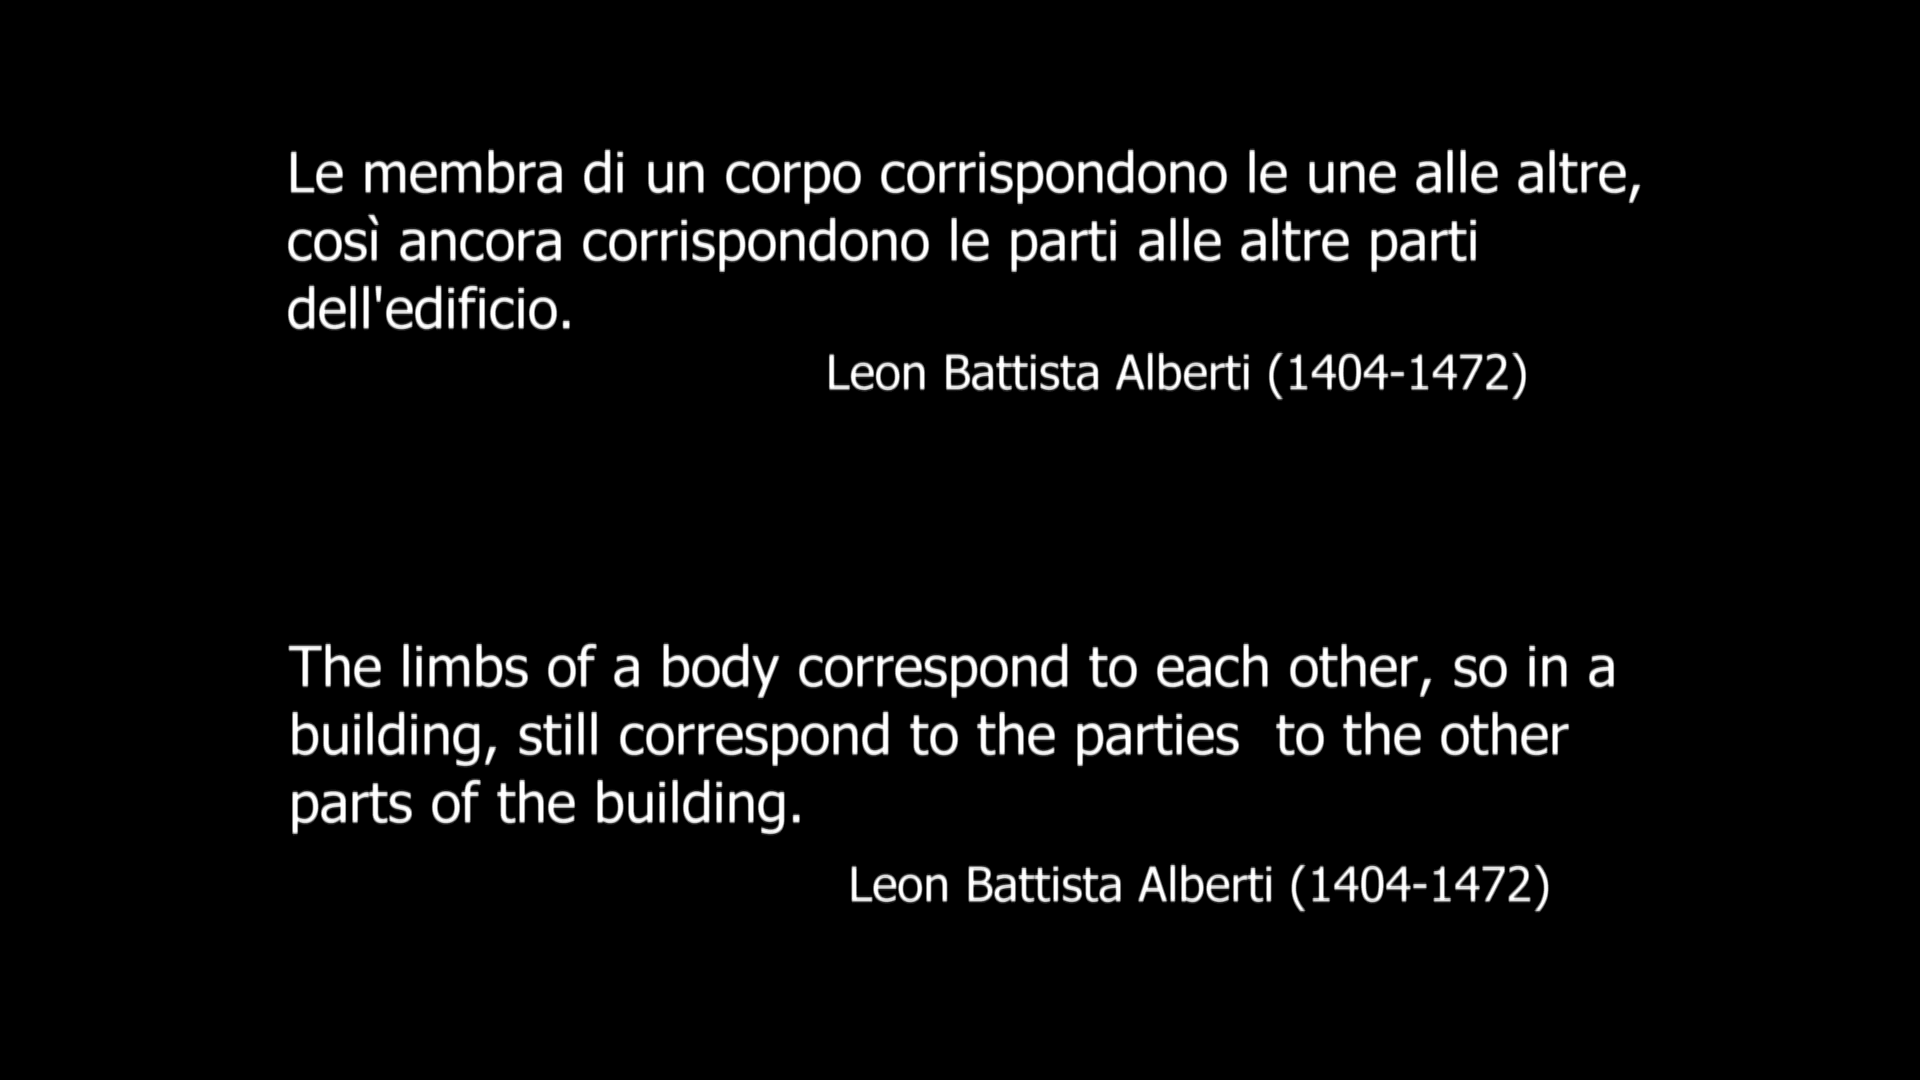 Le membra di un corpo corrispondono le une alle altre,
così ancora corrispondono le parti alle altre parti
dell'edificio.
Leon Battista Alberti (1404-1472)
The limbs of a body correspond to each other, so in a
building, still correspond to the parties  to the other
parts of the building.
Leon Battista Alberti (1404-1472)